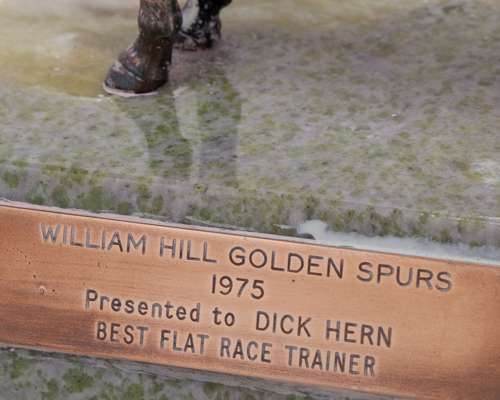 WILLIAM HILL GOLDEN SPURS
1975
Presented to DICK HERN
BEST FLAT RACE TRAINER